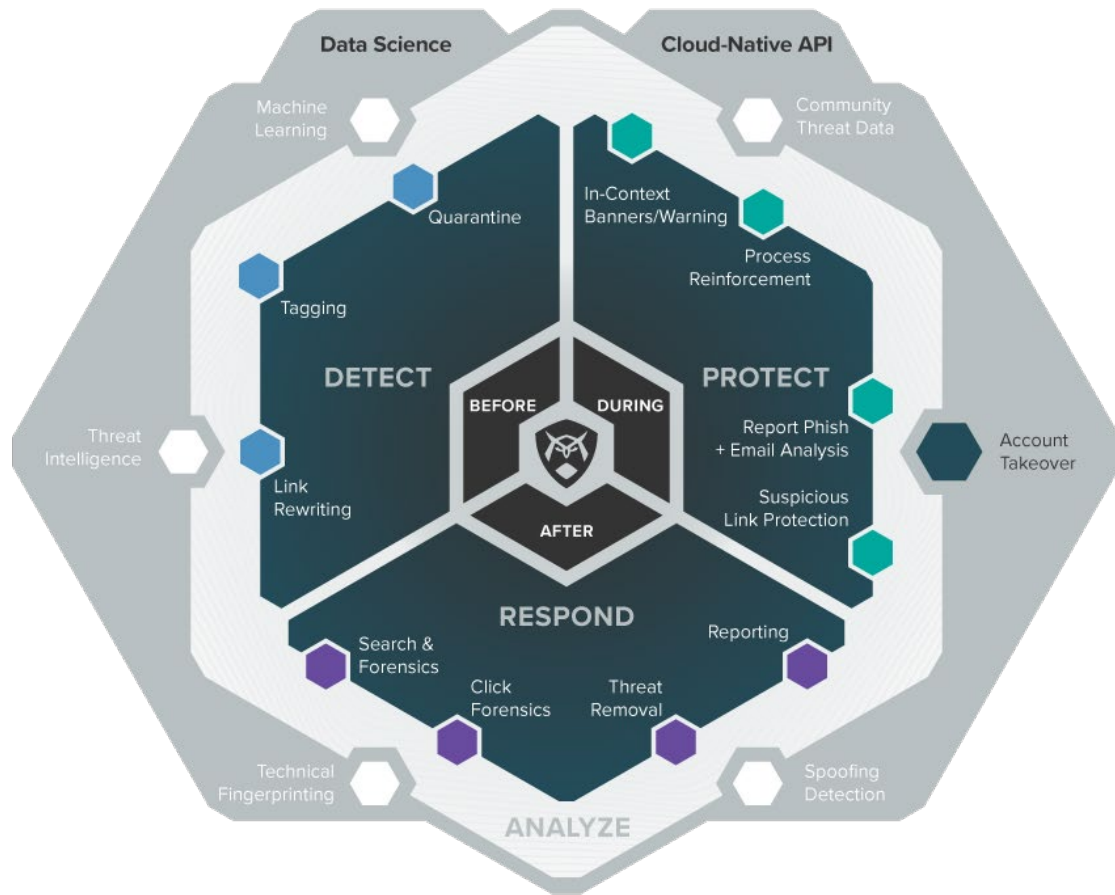 Data Science
Cloud-Native API
Machine
Learning
Community
Threat Data
Quarantine
In-Context
Banners/Warning
Process
Reinforcement
Tagging
DETECT
PROTECT
BEFORE
DURING
Threat
Intelligence
Link
Rewriting
Report Phish
+ Email Analysis
Account
Takeover
Suspicious
Link Protection
AFTER
RESPOND
Search &
Forensics
Click
Forensics
Threat
Removal
Reporting
Technical
Fingerprinting
Spoofing
Detection
ANALYZE